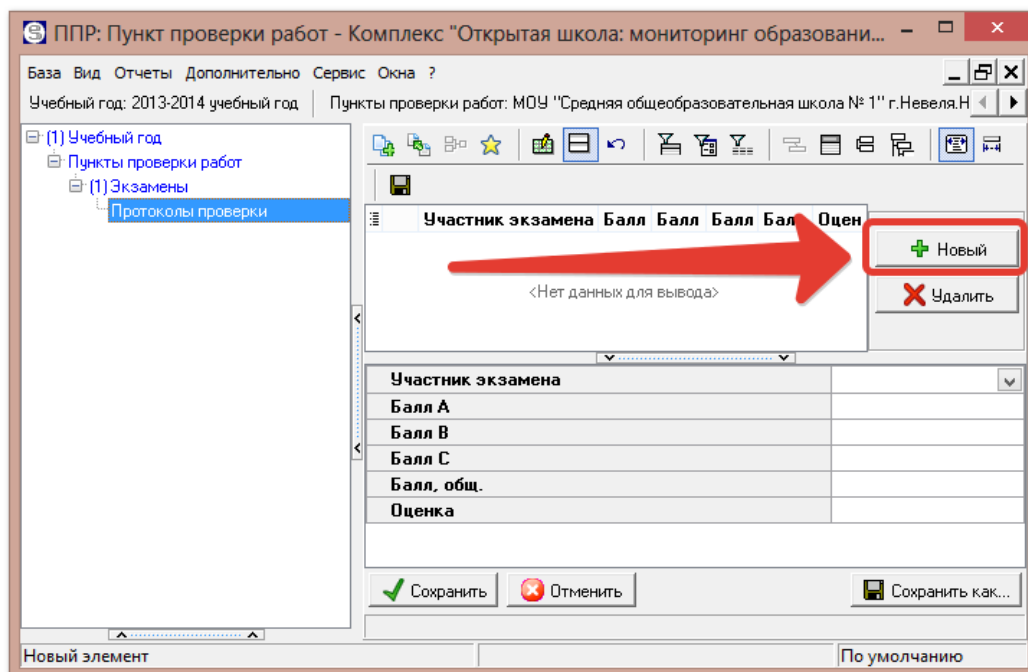 ППР: Пункт проверки работ - Комплекс "Открытая школа: мониторинг образовани...
База Вид Отчеты Дополнительно Сервис Окна ?
Учебный год: 2013-2014 учебный год Пункты проверки работ: МОУ "Средняя общеобразовательная школа № 1" г.Невеля.Н
(1) Учебный год
Пункты проверки работ
(1) Экзамены
Протоколы проверки
Участник экзамена Балл Балл Балл Бал Оцен
Новый
<Нет данных для вывода>
Удалить
Участник экзамена
Балл A
Балл B
Балл C
Балл, общ.
Оценка
Сохранить Отменить Сохранить как...
Новый элемент По умолчанию